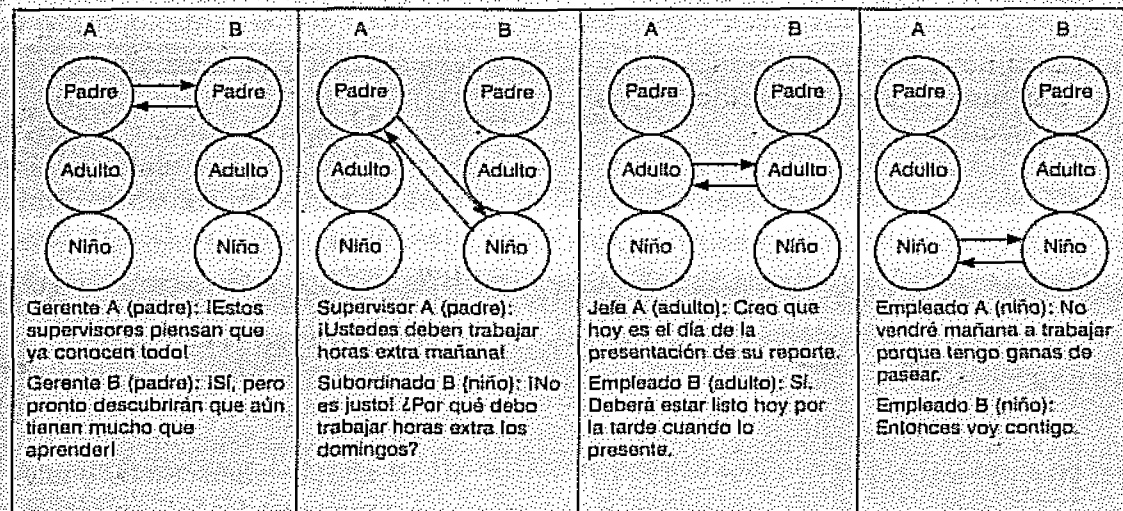 A B
Padre Padre
Adulto Adulto
Niño Niño
Gerente A (padre): ¡Estos
supervisores piensan que
ya conocen todo!
Gerente B (padre): ¡Sí, pero
pronto descubrirán que aún
tienen mucho que
aprender!
A B
Padre Padre
Adulto Adulto
Niño Niño
Supervisor A (padre):
¡Ustedes deben trabajar
horas extra mañana!
Subordinado B (niño): ¡No
es justo! ¿Por qué debo
trabajar horas extra los
domingos?
A B
Padre Padre
Adulto Adulto
Niño Niño
Jefe A (adulto): Creo que
hoy es el día de la
presentación de su reporte.
Empleado B (adulto): Sí.
Deberá estar listo hoy por
la tarde cuando lo
presente.
A B
Padre Padre
Adulto Adulto
Niño Niño
Empleado A (niño): No
vendré mañana a trabajar
porque tengo ganas de
pasear.
Empleado B (niño):
Entonces voy contigo.